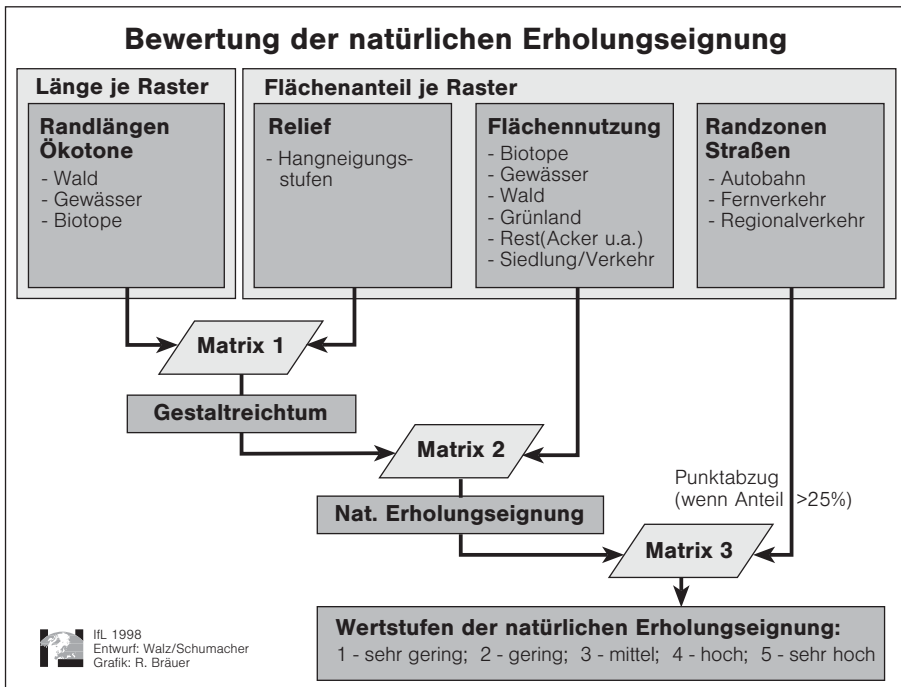 Bewertung der natürlichen Erholungseignung
Länge je Raster
Flächenanteil je Raster
Randlängen
Ökotone
- Wald
- Gewässer
- Biotope
Relief
- Hangneigungs-
stufen
Flächennutzung
- Biotope
- Gewässer
- Wald
- Grünland
- Rest(Acker u.a.)
- Siedlung/Verkehr
Randzonen
Straßen
- Autobahn
- Fernverkehr
- Regionalverkehr
Matrix 1
Gestaltreichtum
Matrix 2
Nat. Erholungseignung
Punktabzug
(wenn Anteil >25%)
Matrix 3
Wertstufen der natürlichen Erholungseignung:
1 - sehr gering; 2 - gering; 3 - mittel; 4 - hoch; 5 - sehr hoch
IfL 1998
Entwurf: Walz/Schumacher
Grafik: R. Bräuer